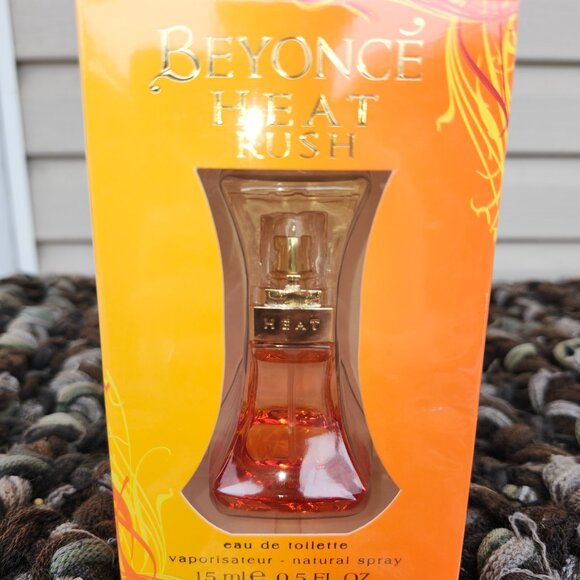 BEYONCÉ
HEAT
RUSH
HEAT
eau de toilette
vaporisateur - natural spray
15 ml e 0.5 FL OZ